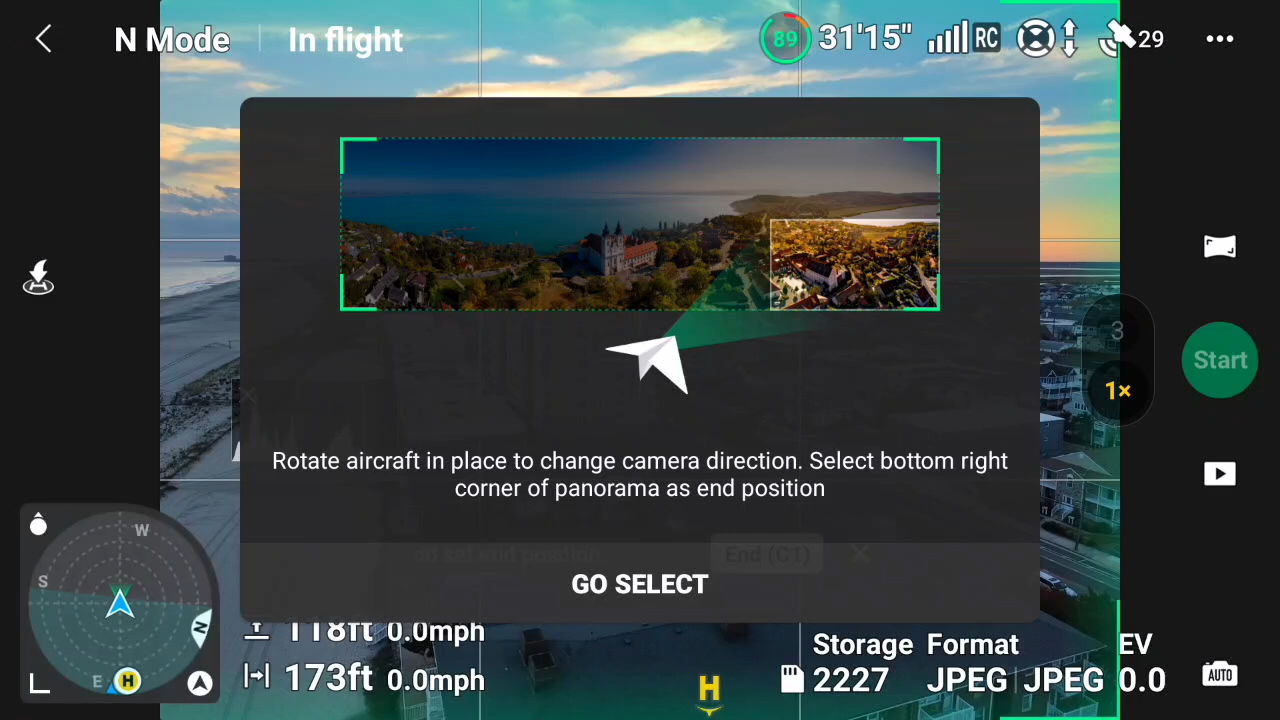 N Mode
In flight
89
31'15"
RC
29
3
1×
Start
Rotate aircraft in place to change camera direction. Select bottom right
corner of panorama as end position
End (C1)
GO SELECT
W
S
N
E
H
118ft 0.0mph
173ft 0.0mph
H
Storage Format
EV
2227 JPEG JPEG 0.0
AUTO